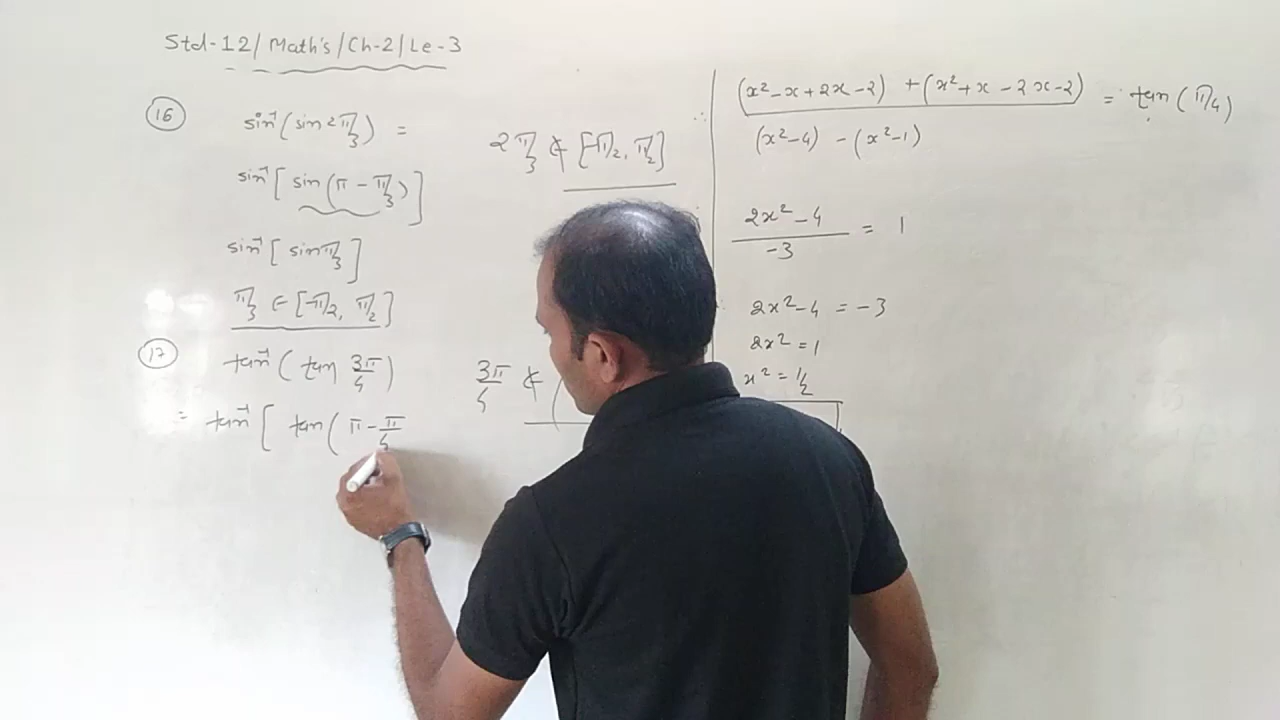 Std-12/Math's/Ch-2/Le-3
16 sin⁻¹(sin 2π/3) =
2π/3 ∉ [-π/2, π/2]
sin⁻¹[sin(π - π/3)]
sin⁻¹[sin π/3]
π/3 ∈ [-π/2, π/2]
17 tan⁻¹(tan 3π/4)
3π/4 ∉ (
= tan⁻¹[tan(π - π/4
∴ (x²-x+2x-2) + (x²+x-2x-2) / (x²-4) - (x²-1) = tan(π/4)
2x²-4 / -3 = 1
2x²-4 = -3
2x² = 1
x² = 1/2